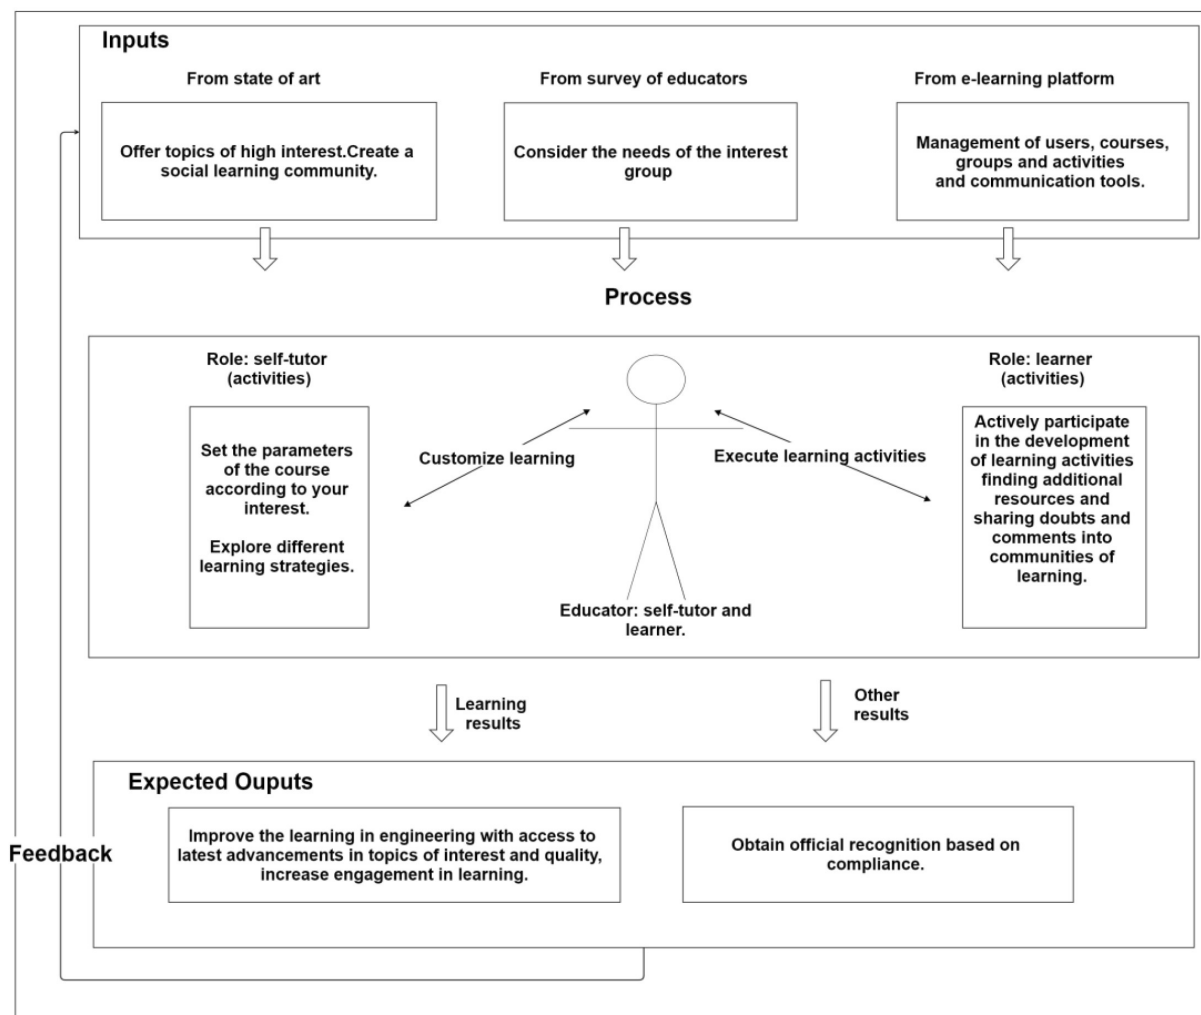 Inputs
From state of art
From survey of educators
From e-learning platform
Offer topics of high interest.Create a
social learning community.
Consider the needs of the interest
group
Management of users, courses,
groups and activities
and communication tools.
Process
Role: self-tutor
(activities)
Role: learner
(activities)
Set the parameters
of the course
according to your
interest.
Explore different
learning strategies.
Customize learning
Execute learning activities
Actively participate
in the development
of learning activities
finding additional
resources and
sharing doubts and
comments into
communities of
learning.
Educator: self-tutor and
learner.
Learning
results
Other
results
Expected Ouputs
Improve the learning in engineering with access to
latest advancements in topics of interest and quality,
increase engagement in learning.
Obtain official recognition based on
compliance.
Feedback